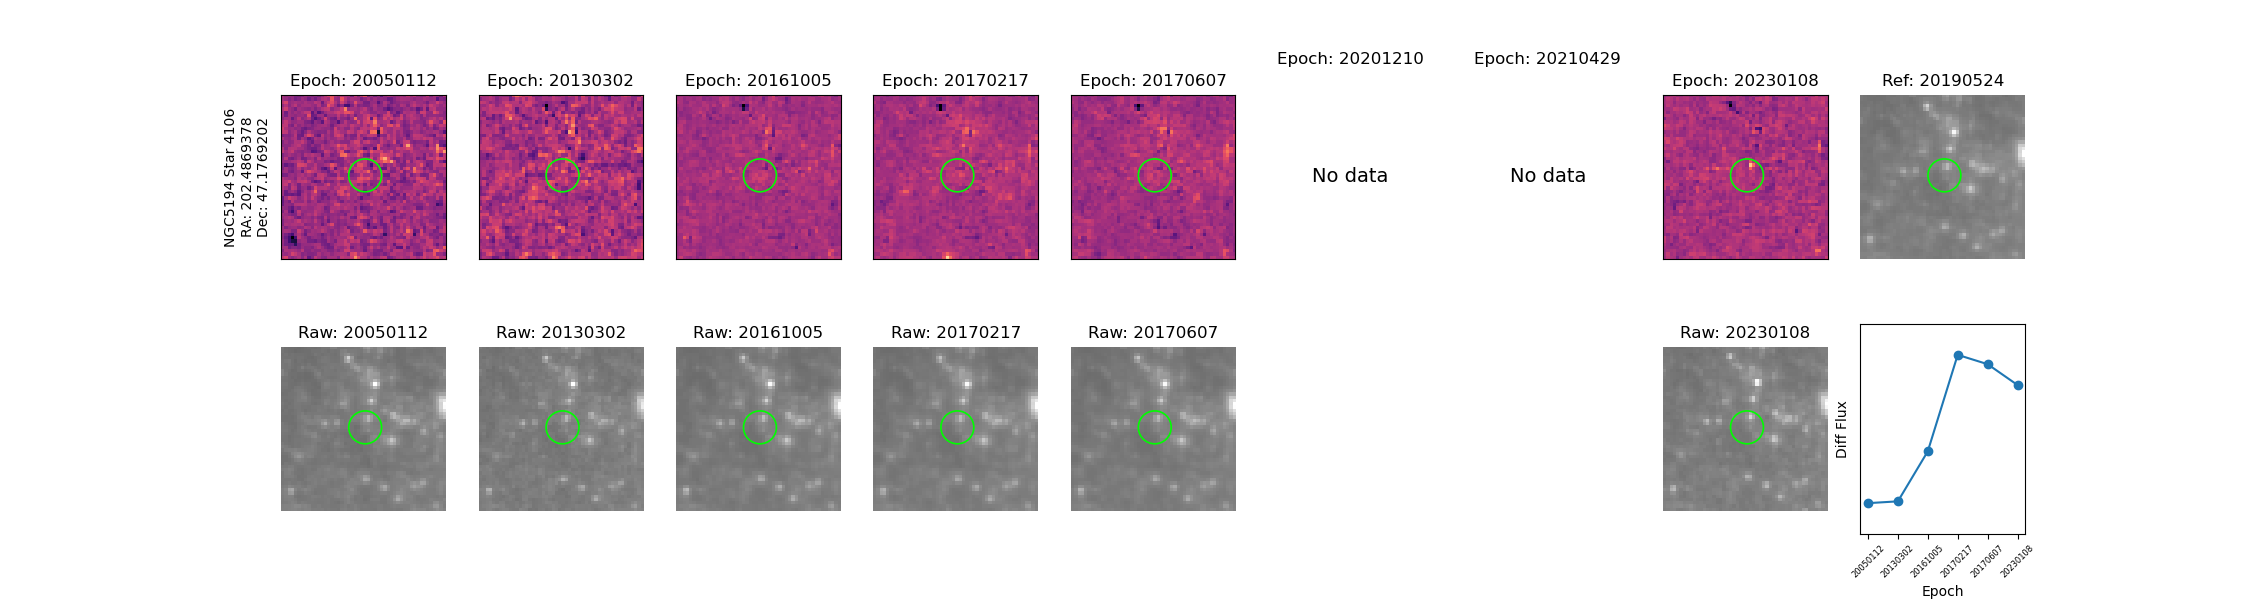 Epoch: 20201210
Epoch: 20210429
Epoch: 20050112
Epoch: 20130302
Epoch: 20161005
Epoch: 20170217
Epoch: 20170607
Epoch: 20230108
Ref: 20190524
NGC5194 Star 4106
RA: 202.4869378
Dec: 47.1769202
No data
No data
Raw: 20050112
Raw: 20130302
Raw: 20161005
Raw: 20170217
Raw: 20170607
Raw: 20230108
Diff Flux
20050112
20130302
20161005
20170217
20170607
20230108
Epoch